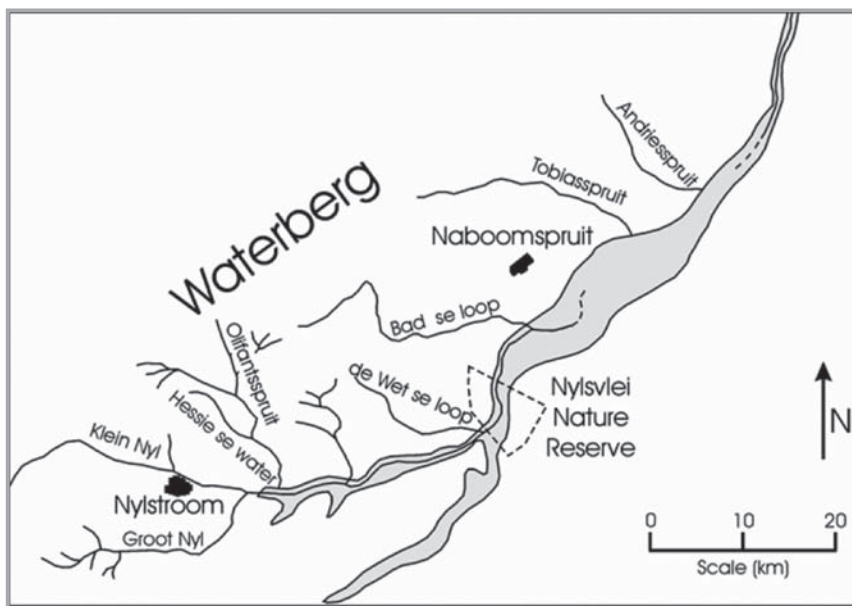 Andriesspruit
Tobiasspruit
Waterberg
Naboomspruit
Bad se loop
Olifantsspruit
de Wet se loop
Nylsvlei
Nature
Reserve
N
Hessie se water
Klein Nyl
Nylstroom
Groot Nyl
0 10 20
Scale (km)